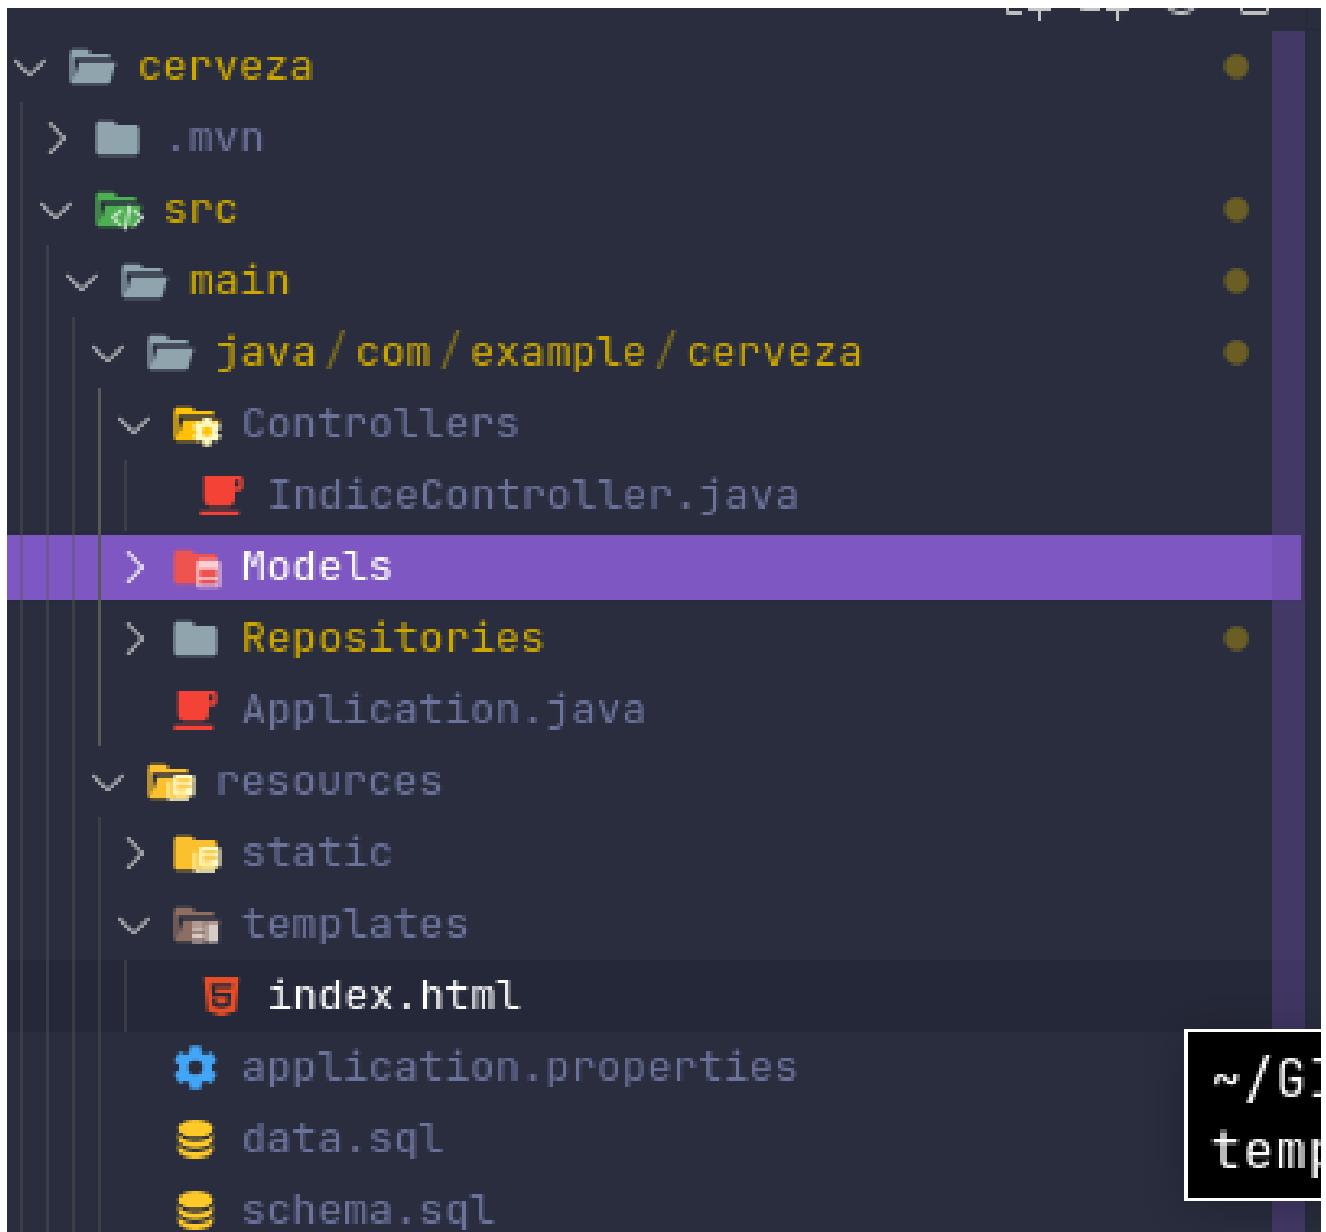 cerveza
.mvn
src
main
java/com/example/cerveza
Controllers
IndiceController.java
Models
Repositories
Application.java
resources
static
templates
index.html
application.properties
data.sql
schema.sql
~/G
temp